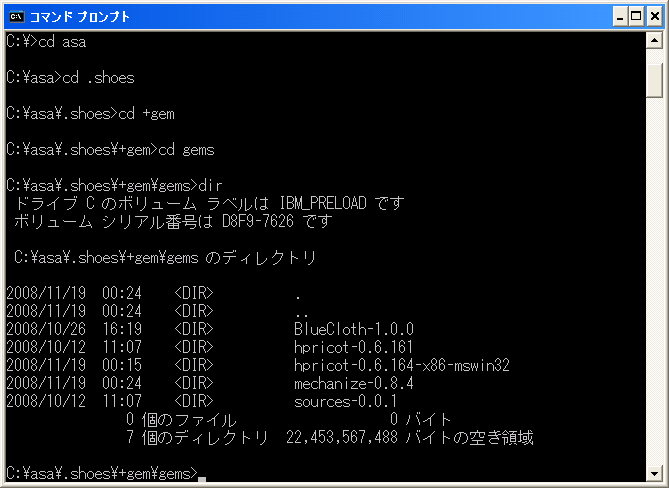 コマンド プロンプト
C:¥>cd asa
C:¥asa>cd .shoes
C:¥asa¥.shoes>cd +gem
C:¥asa¥.shoes¥+gem>cd gems
C:¥asa¥.shoes¥+gem¥gems>dir
ドライブ C のボリューム ラベルは IBM_PRELOAD です
ボリューム シリアル番号は D8F9-7626 です
C:¥asa¥.shoes¥+gem¥gems のディレクトリ
2008/11/19  00:24    <DIR>          .
2008/11/19  00:24    <DIR>          ..
2008/10/26  16:19    <DIR>          BlueCloth-1.0.0
2008/10/12  11:07    <DIR>          hpricot-0.6.161
2008/11/19  00:15    <DIR>          hpricot-0.6.164-x86-mswin32
2008/11/19  00:24    <DIR>          mechanize-0.8.4
2008/10/12  11:07    <DIR>          sources-0.0.1
0 個のファイル                   0 バイト
7 個のディレクトリ  22,453,567,488 バイトの空き領域
C:¥asa¥.shoes¥+gem¥gems>_